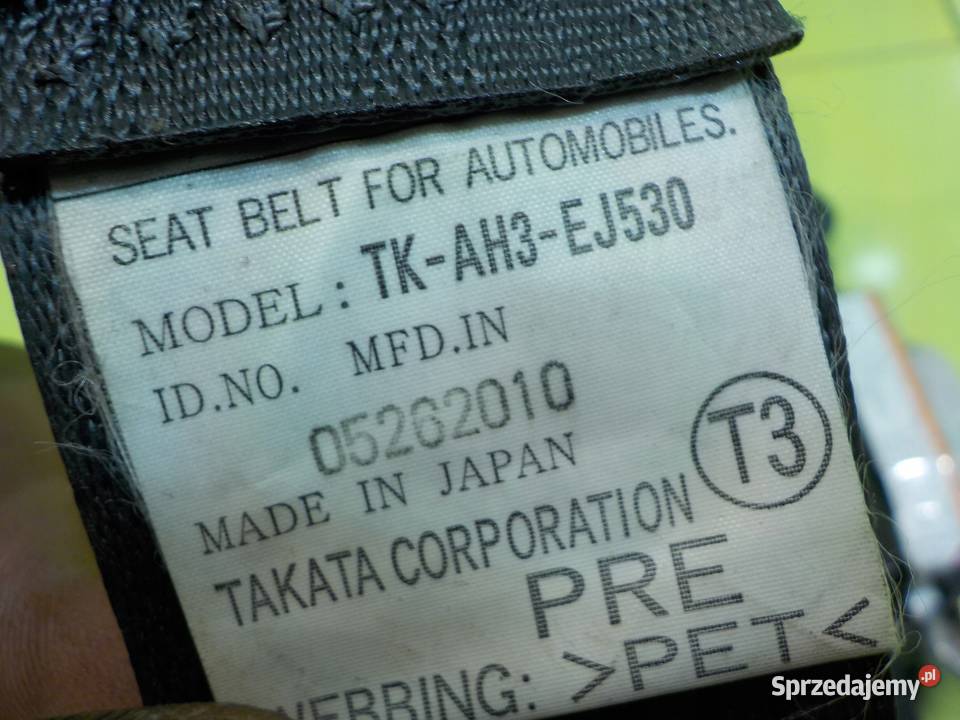 SEAT BELT FOR AUTOMOBILES.
MODEL: TK-AH3-EJ530
ID.NO. MFD.IN
05262010
MADE IN JAPAN
T3
TAKATA CORPORATION
PRE
WEBBING: >PET<
Sprzedajemy.pl